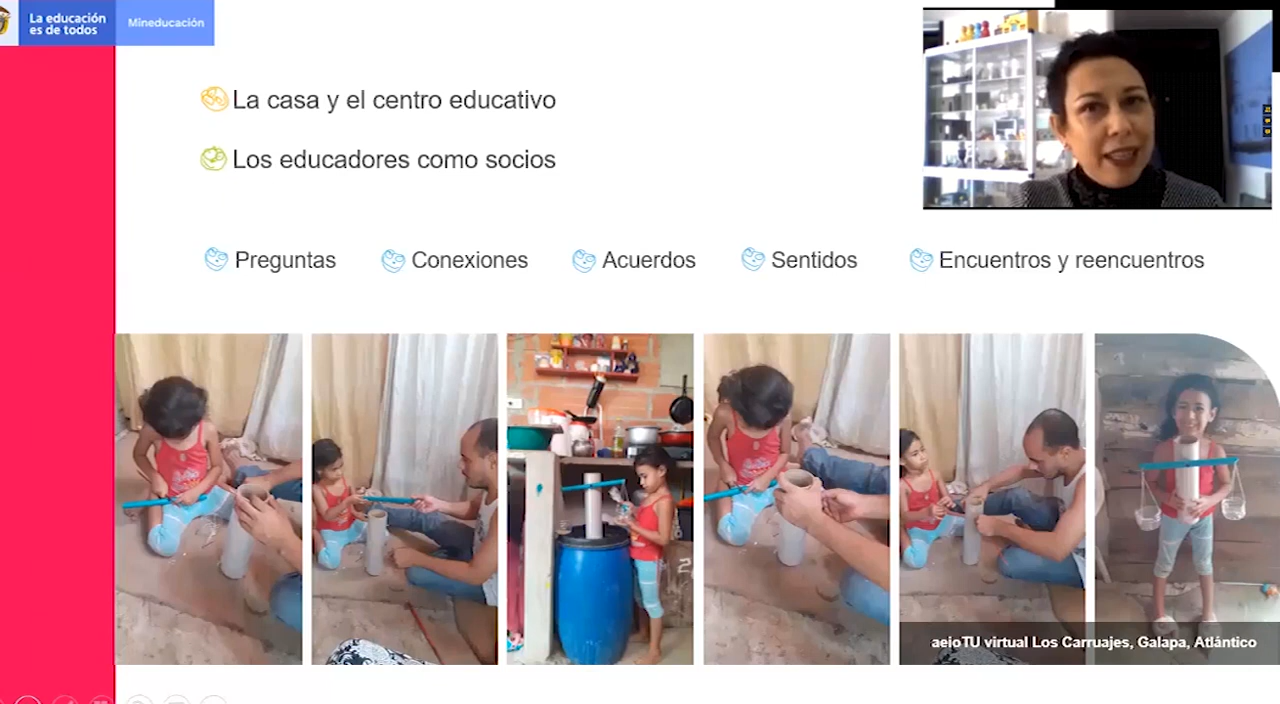 La educación
es de todos
Mineducación
La casa y el centro educativo
Los educadores como socios
Preguntas
Conexiones
Acuerdos
Sentidos
Encuentros y reencuentros
aeioTU virtual Los Carruajes, Galapa, Atlántico